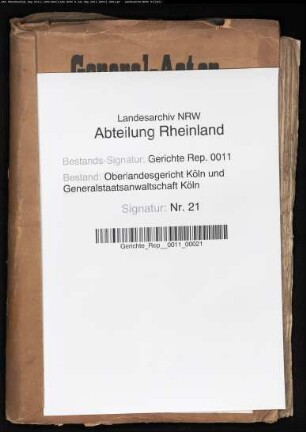 General-Acten
Landesarchiv NRW
Abteilung Rheinland
Bestands-Signatur: Gerichte Rep. 0011
Bestand: Oberlandesgericht Köln und
Generalstaatsanwaltschaft Köln
Signatur: Nr. 21
Gerichte_Rep__0011_00021